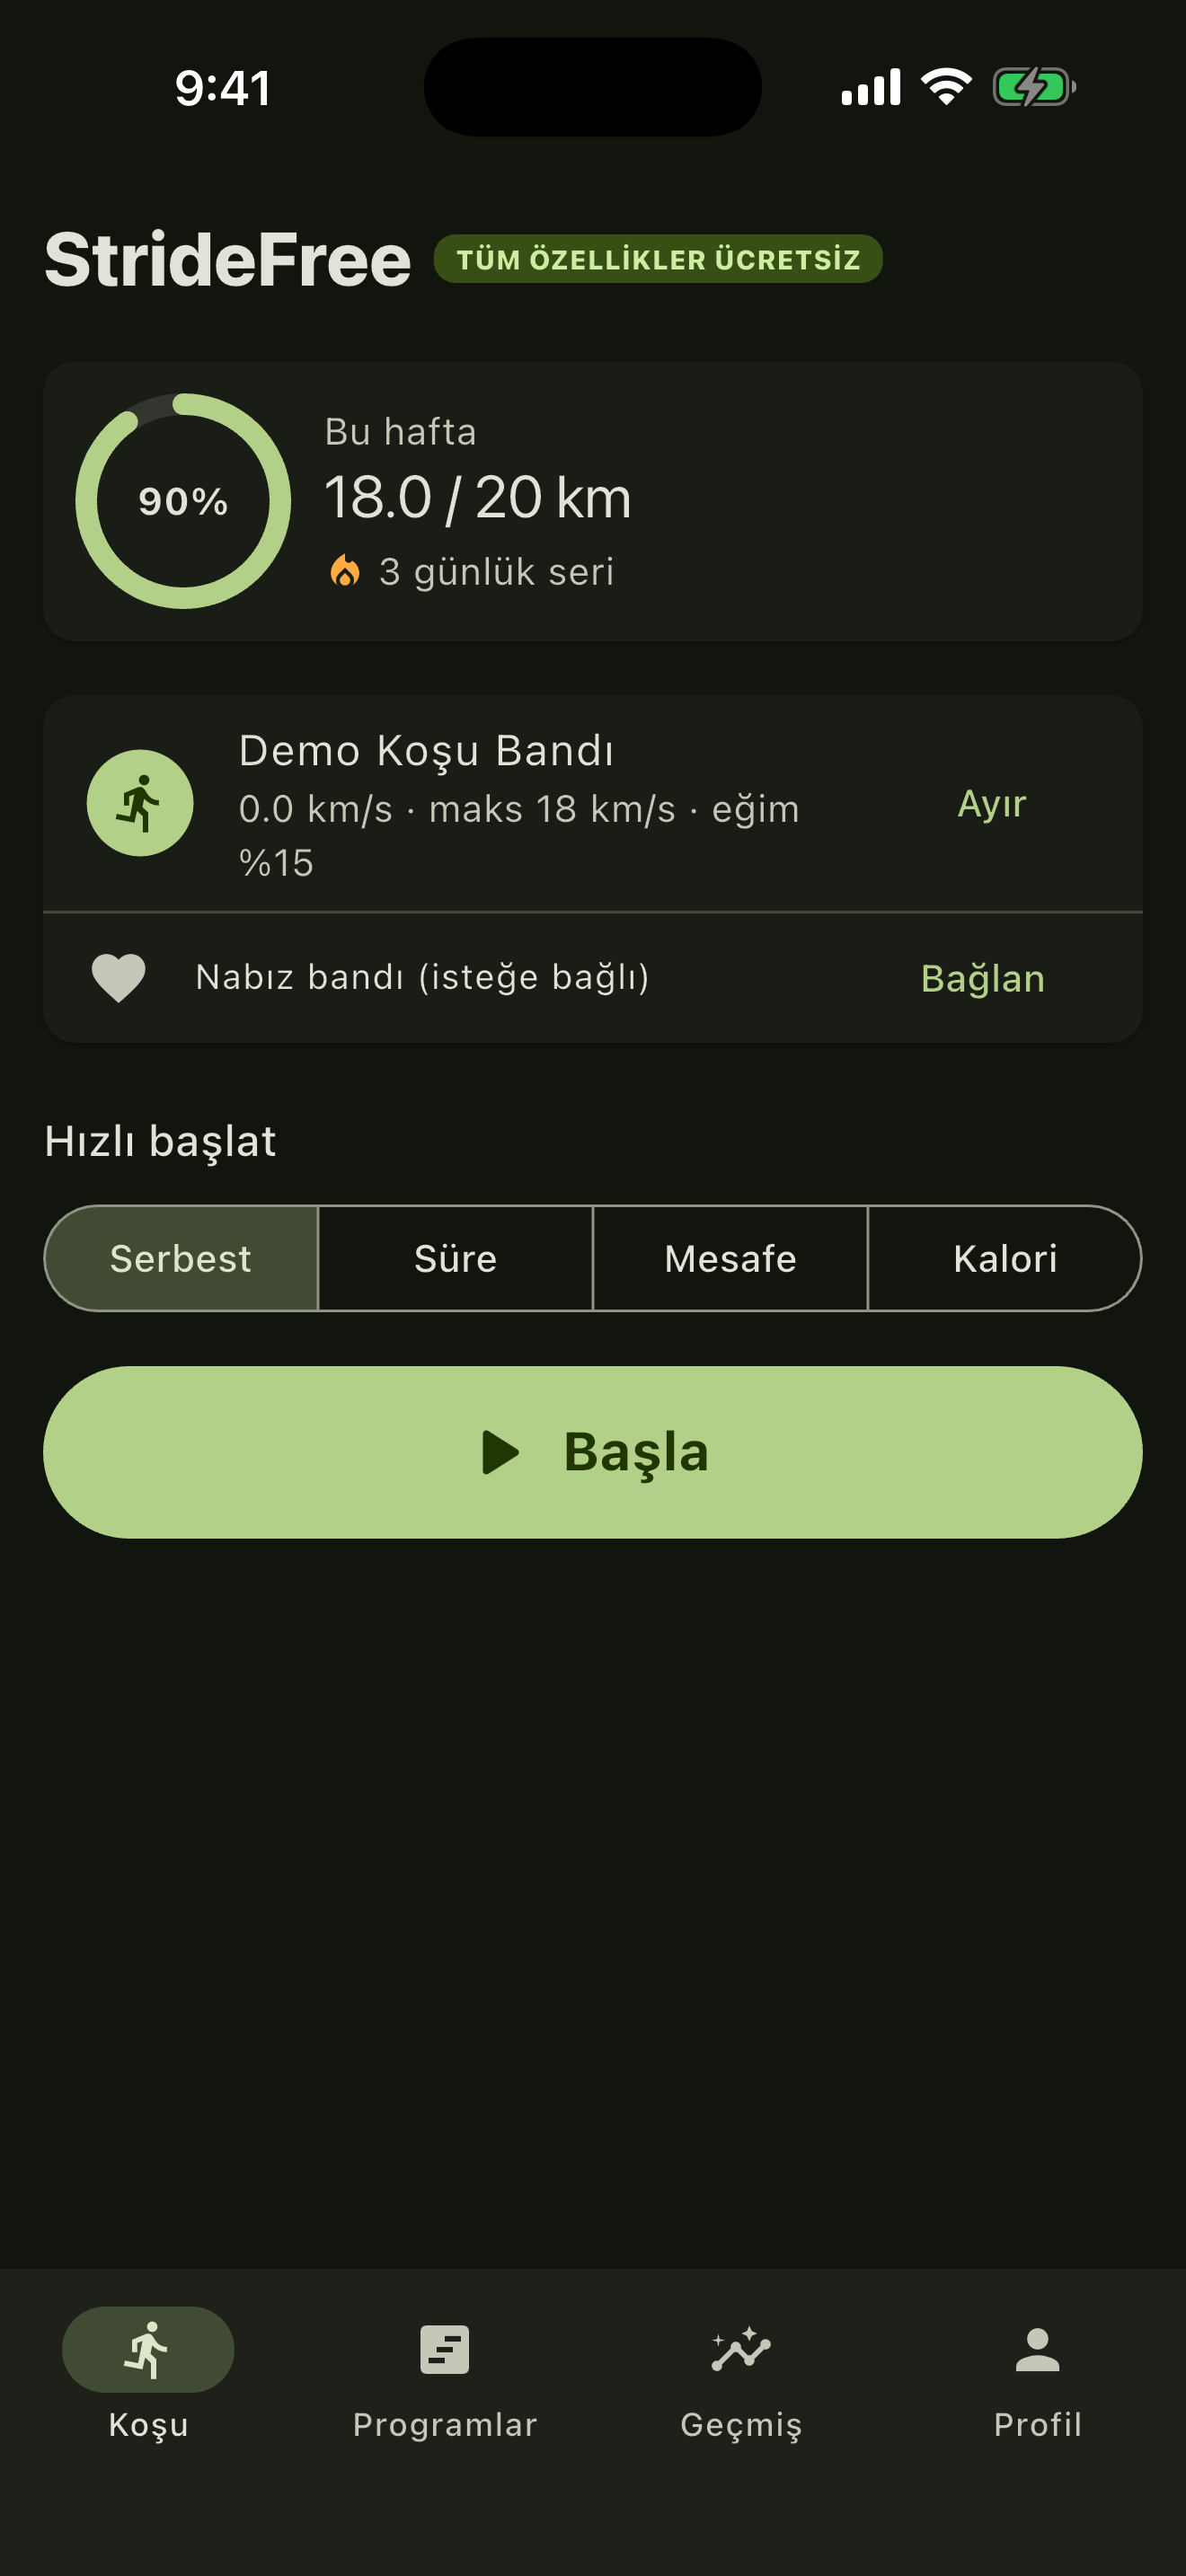 9:41
StrideFree
TÜM ÖZELLİKLER ÜCRETSİZ
90%
Bu hafta
18.0 / 20 km
3 günlük seri
Demo Koşu Bandı
0.0 km/s · maks 18 km/s · eğim
%15
Ayır
Nabız bandı (isteğe bağlı)
Bağlan
Hızlı başlat
Serbest
Süre
Mesafe
Kalori
Başla
Koşu
Programlar
Geçmiş
Profil